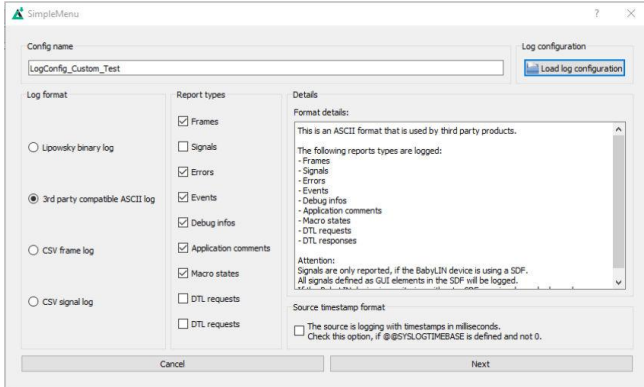 SimpleMenu
Config name
LogConfig_Custom_Test
Log configuration
Load log configuration
Log format
Lipowsky binary log
3rd party compatible ASCII log
CSV frame log
CSV signal log
Report types
Frames
Signals
Errors
Events
Debug infos
Application comments
Macro states
DTL requests
DTL requests
Details
Format details:
This is an ASCII format that is used by third party products.
The following reports types are logged:
- Frames
- Signals
- Errors
- Events
- Debug infos
- Application comments
- Macro states
- DTL requests
- DTL responses
Attention:
Signals are only reported, if the BabyLIN device is using a SDF.
All signals defined as GUI elements in the SDF will be logged.
Source timestamp format
The source is logging with timestamps in milliseconds.
Check this option, if @@SYSLOGTIMEBASE is defined and not 0.
Cancel
Next